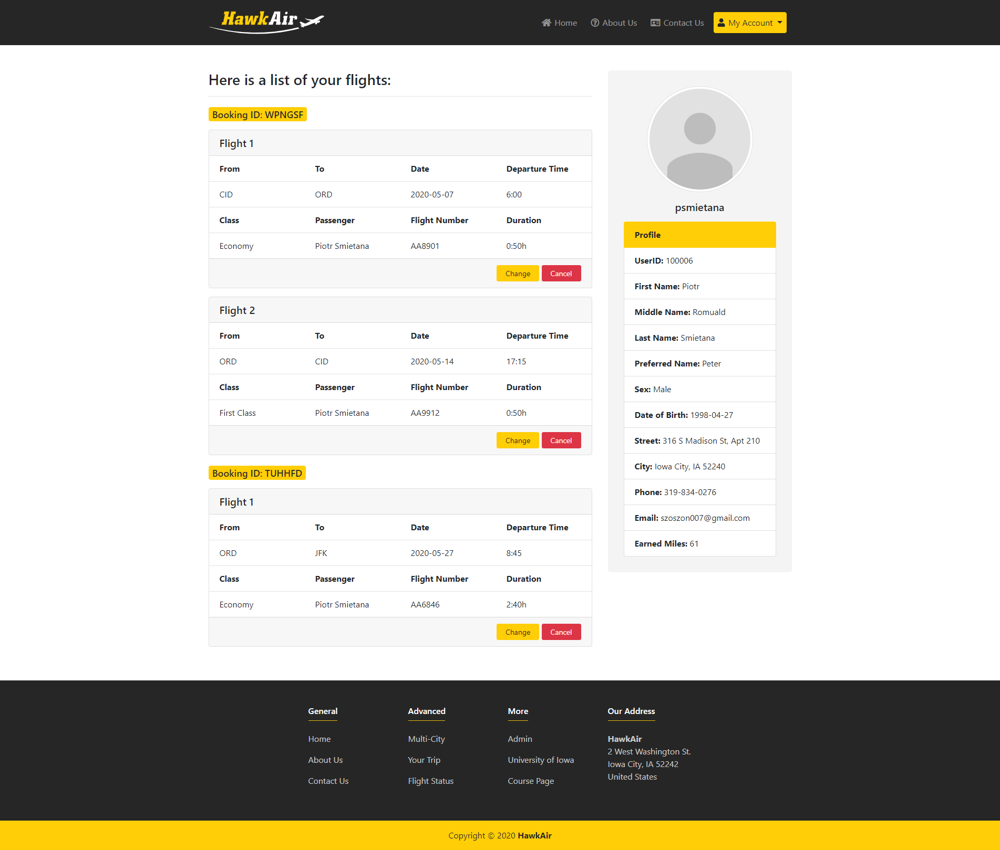 HawkAir
Home
About Us
Contact Us
My Account
Here is a list of your flights:
Booking ID: WPNGSF
Flight 1
From To Date Departure Time
CID ORD 2020-05-07 6:00
Class Passenger Flight Number Duration
Economy Piotr Smietana AA8901 0:50h
Change Cancel
Flight 2
From To Date Departure Time
ORD CID 2020-05-14 17:15
Class Passenger Flight Number Duration
First Class Piotr Smietana AA9912 0:50h
Change Cancel
Booking ID: TUHHFD
Flight 1
From To Date Departure Time
ORD JFK 2020-05-27 8:45
Class Passenger Flight Number Duration
Economy Piotr Smietana AA6846 2:40h
Change Cancel
psmietana
Profile
UserID: 100006
First Name: Piotr
Middle Name: Romuald
Last Name: Smietana
Preferred Name: Peter
Sex: Male
Date of Birth: 1998-04-27
Street: 316 S Madison St, Apt 210
City: Iowa City, IA 52240
Phone: 319-834-0276
Email: szoszon007@gmail.com
Earned Miles: 61
General
Home
About Us
Contact Us
Advanced
Multi-City
Your Trip
Flight Status
More
Admin
University of Iowa
Course Page
Our Address
HawkAir
2 West Washington St.
Iowa City, IA 52242
United States
Copyright © 2020 HawkAir